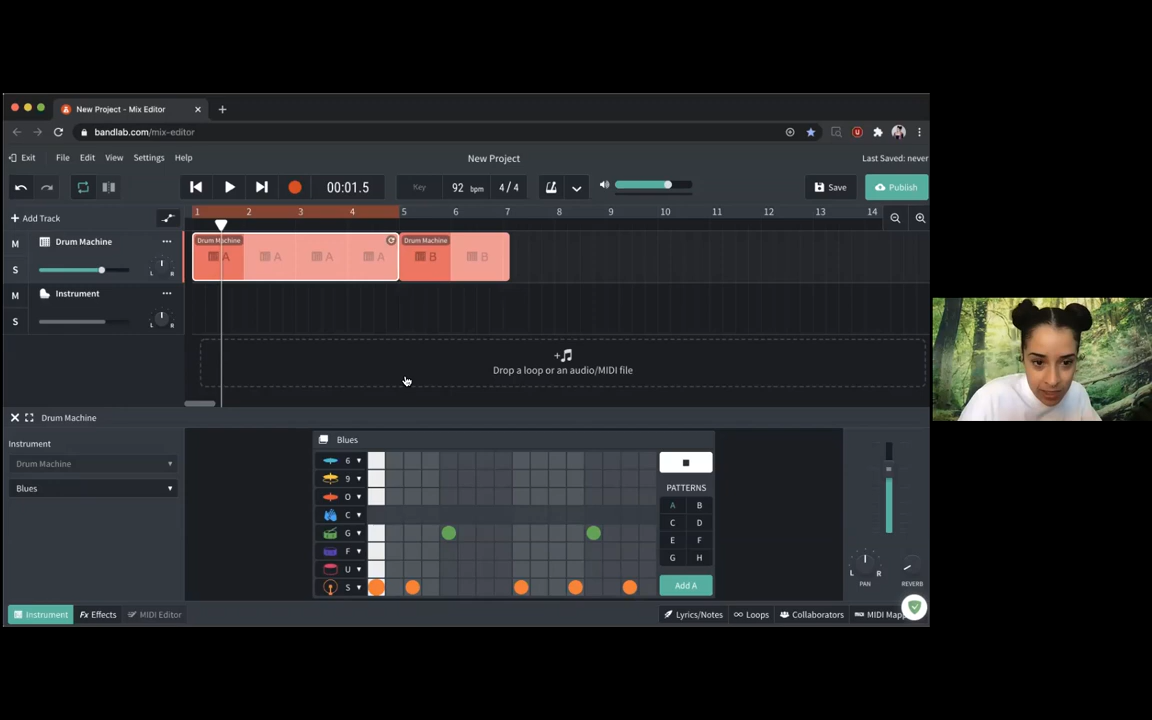 New Project - Mix Editor
bandlab.com/mix-editor
Exit File Edit View Settings Help New Project Last Saved: never
00:01.5 Key 92 bpm 4 / 4 Save Publish
Add Track 1 2 3 4 5 6 7 8 9 10 11 12 13 14
M Drum Machine
S L R
Drum Machine Drum Machine
A A A A B B
M Instrument
S L R
Drop a loop or an audio/MIDI file
Drum Machine
Instrument
Drum Machine
Blues
Blues
6
9
O
C
G
F
U
S
PATTERNS
A B
C D
E F
G H
Add A
L R
PAN REVERB
Instrument Fx Effects MIDI Editor Lyrics/Notes Loops Collaborators MIDI